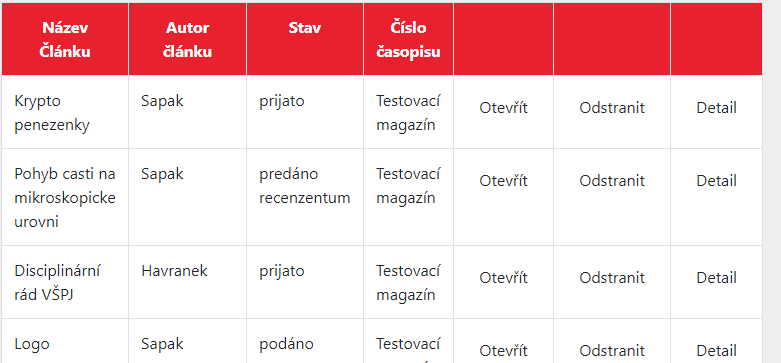 Název Článku Autor článku Stav Číslo časopisu
Krypto penezenky Sapak prijato Testovací magazín Otevřít Odstranit Detail
Pohyb casti na mikroskopicke urovni Sapak predáno recenzentum Testovací magazín Otevřít Odstranit Detail
Disciplinární rád VŠPJ Havranek prijato Testovací magazín Otevřít Odstranit Detail
Logo Sapak podáno Testovací Otevřít Odstranit Detail